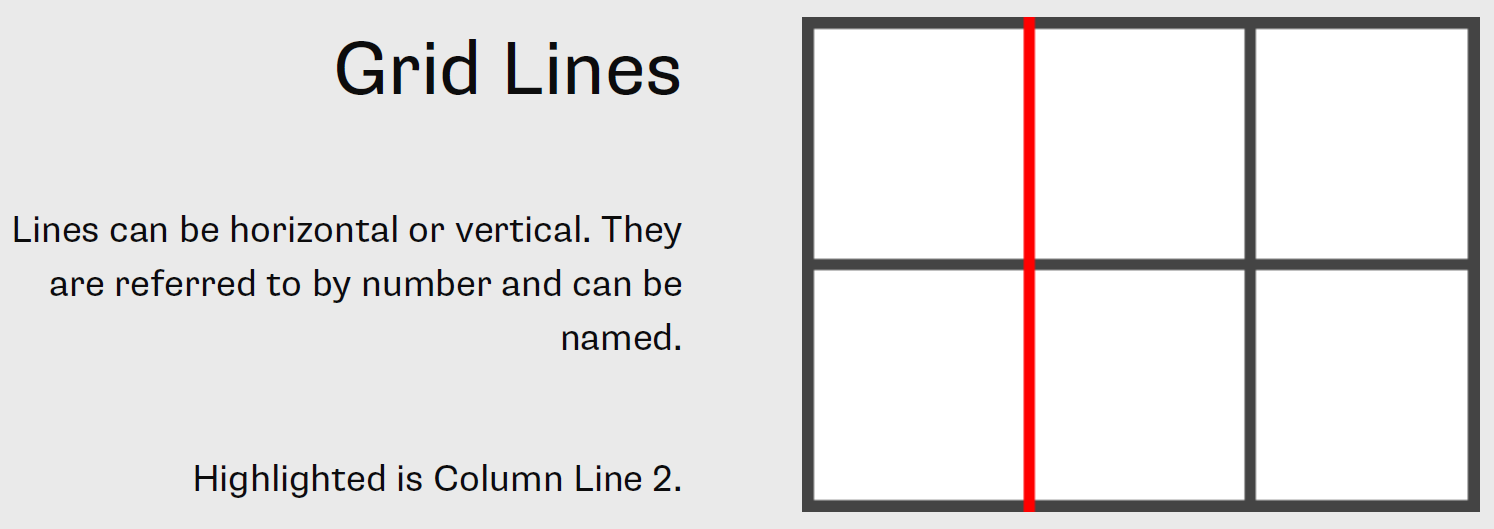 Grid Lines
Lines can be horizontal or vertical. They
are referred to by number and can be
named.
Highlighted is Column Line 2.